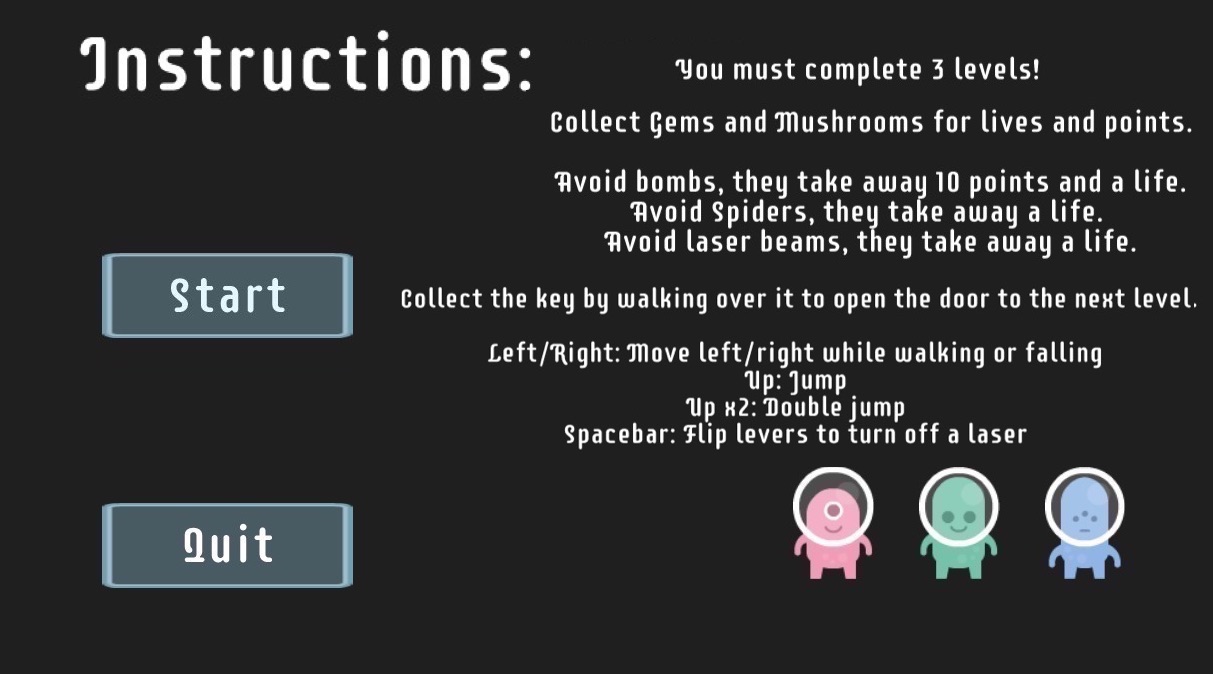 Instructions:
You must complete 3 levels!
Collect Gems and Mushrooms for lives and points.
Avoid bombs, they take away 10 points and a life.
Avoid Spiders, they take away a life.
Avoid laser beams, they take away a life.
Start
Collect the key by walking over it to open the door to the next level.
Left/Right: Move left/right while walking or falling
Up: Jump
Up x2: Double jump
Spacebar: Flip levers to turn off a laser
Quit